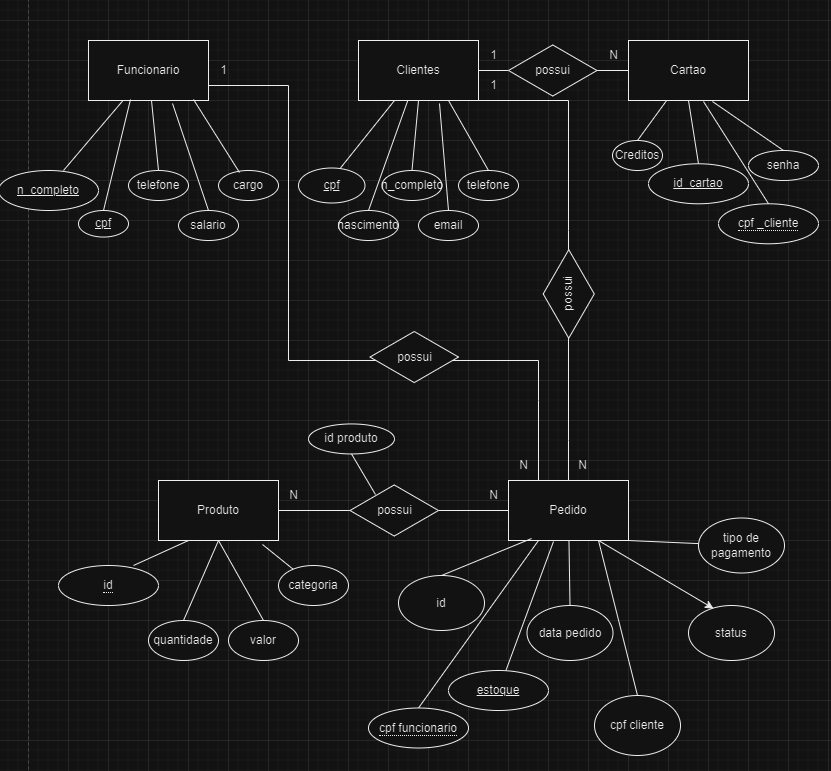 Funcionario
1
Clientes
1
1
possui
N
Cartao
n_completo
cpf
telefone
salario
cargo
cpf
nascimento
n_completo
email
telefone
Creditos
id_cartao
cpf _cliente
senha
possui
possui
id produto
N
N
Produto
N
possui
N
Pedido
id
quantidade
valor
categoria
id
cpf funcionario
estoque
data pedido
cpf cliente
status
tipo de
pagamento